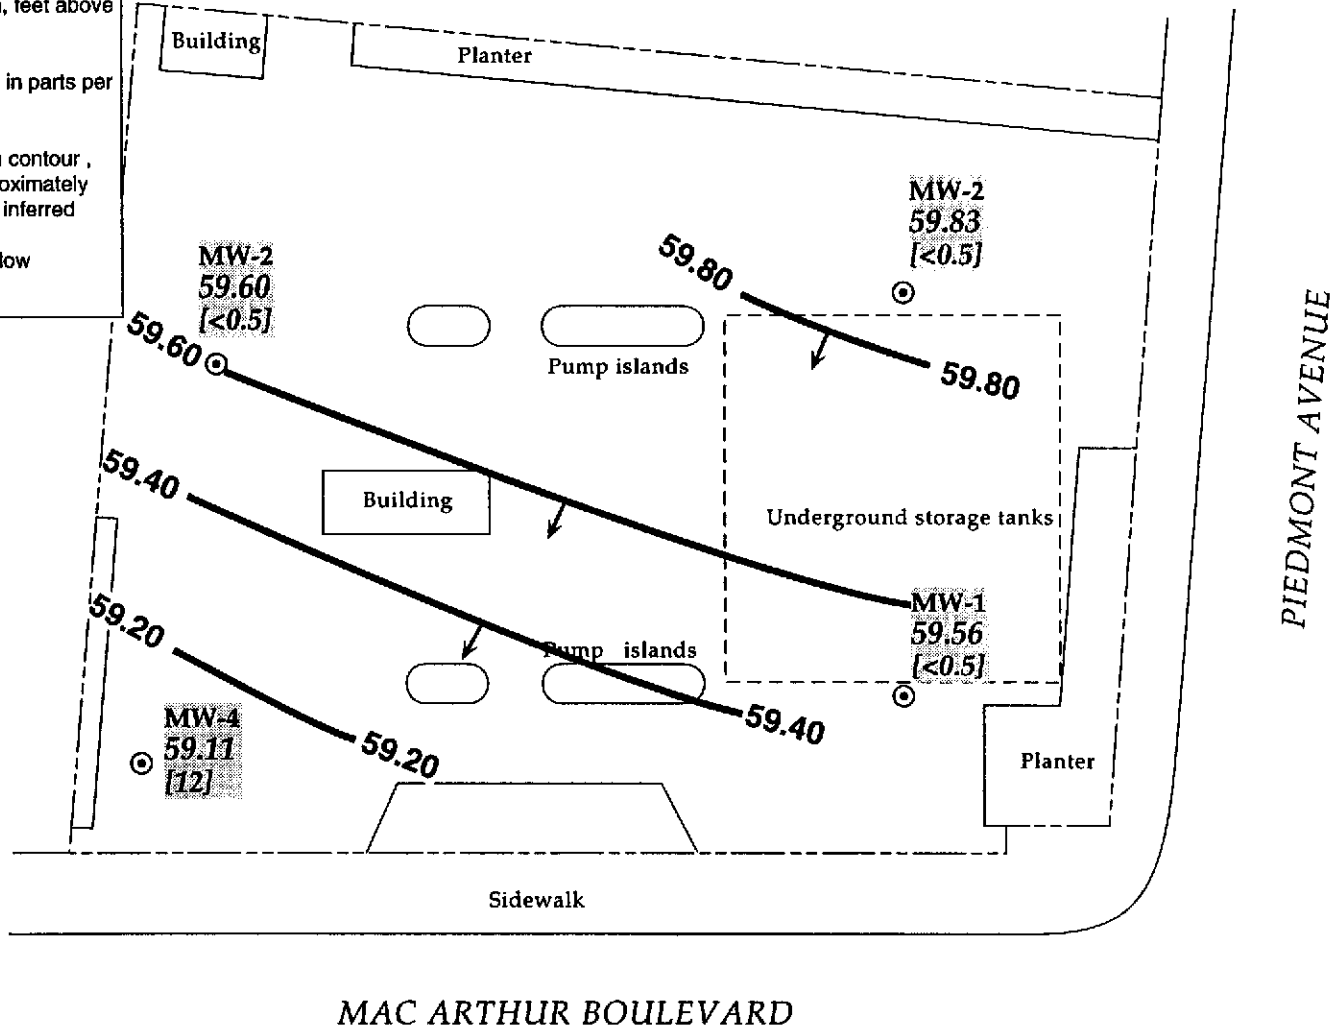 , feet above
in parts per
contour ,
oximately
inferred
low
Building
Planter
MW-2
59.83
[<0.5]
59.80
MW-2
59.60
[<0.5]
59.60
Pump islands
59.80
59.40
Building
Underground storage tanks
PIEDMONT AVENUE
59.20
MW-1
59.56
[<0.5]
Pump islands
MW-4
59.11
[12]
59.20
59.40
Planter
Sidewalk
MAC ARTHUR BOULEVARD